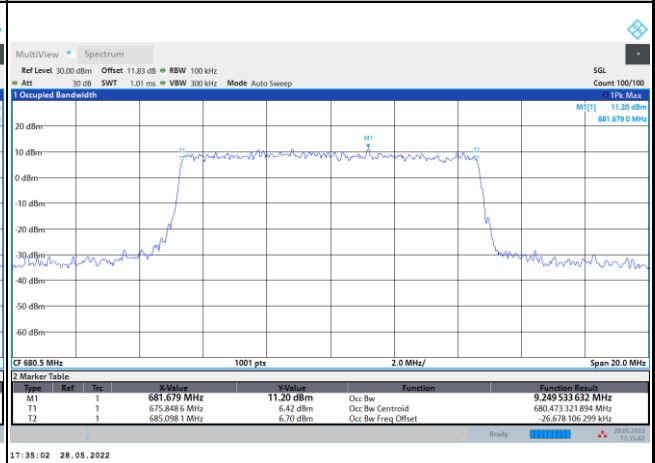 MultiView Spectrum
Ref Level 30.00 dBm Offset 11.83 dB RBW 100 kHz SGL
Att 30 dB SWT 1.01 ms VBW 300 kHz Mode Auto Sweep Count 100/100
1 Occupied Bandwidth 1Pk Max
M1[1] 11.20 dBm
681.679 0 MHz
20 dBm
M1
T1
T2
10 dBm
0 dBm
-10 dBm
-20 dBm
-30 dBm
-40 dBm
-50 dBm
-60 dBm
CF 680.5 MHz 1001 pts 2.0 MHz/ Span 20.0 MHz
2 Marker Table
Type Ref Trc X-Value Y-Value Function Function Result
M1 1 681.679 MHz 11.20 dBm Occ Bw 9.249 533 632 MHz
T1 1 675.848 6 MHz 6.42 dBm Occ Bw Centroid 680.473 321 894 MHz
T2 1 685.098 1 MHz 6.70 dBm Occ Bw Freq Offset -26.678 106 299 kHz
Ready 28.05.2022
17:35:02
17:35:02 28.05.2022